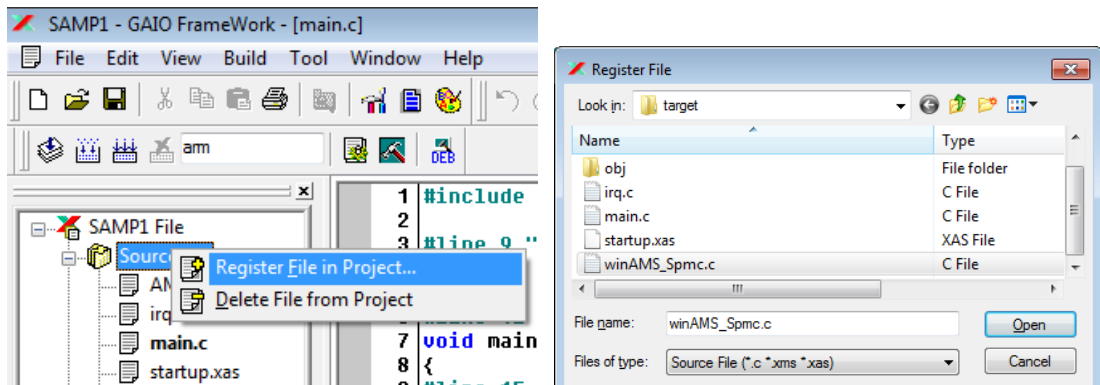 SAMP1 - GAIO FrameWork - [main.c]
File Edit View Build Tool Window Help
arm
DEB
SAMP1 File
Register File in Project...
Delete File from Project
main.c
startup.xas
1 #include
2
3 #line 9 "
7 void main
8 {
Register File
Look in: target
Name Type
obj File folder
irq.c C File
main.c C File
startup.xas XAS File
winAMS_Spmc.c C File
File name: winAMS_Spmc.c Open
Files of type: Source File (*.c *.xms *.xas) Cancel